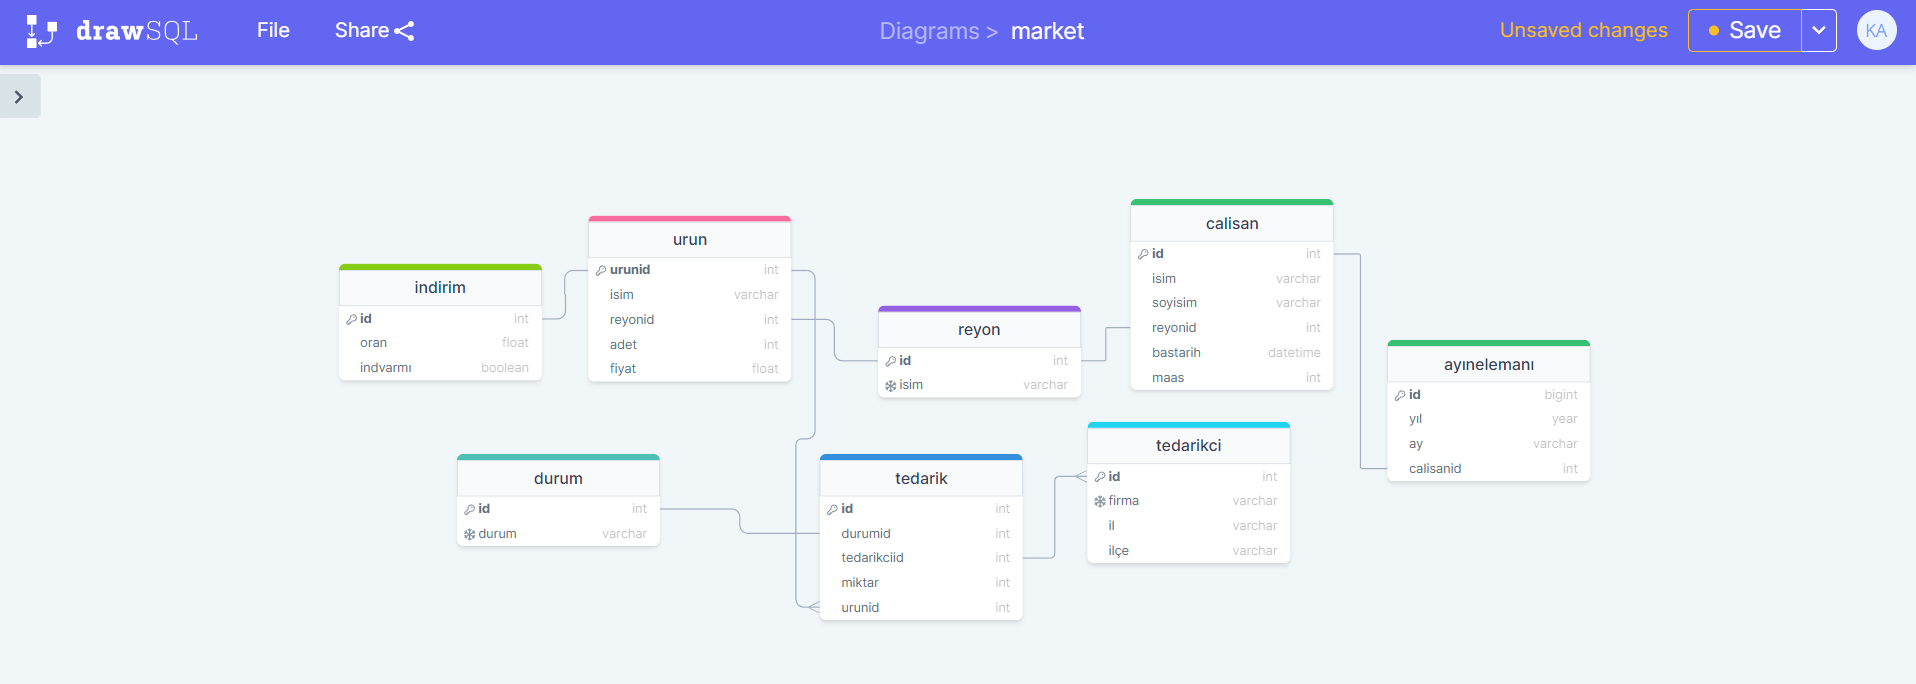 drawSQL File Share Diagrams > market Unsaved changes Save KA
indirim
id int
oran float
indvarmı boolean
urun
urunid int
isim varchar
reyonid int
adet int
fiyat float
reyon
id int
isim varchar
calisan
id int
isim varchar
soyisim varchar
reyonid int
bastarih datetime
maas int
ayınelemanı
id bigint
yıl year
ay varchar
calisanid int
durum
id int
durum varchar
tedarik
id int
durumid int
tedarikciid int
miktar int
urunid int
tedarikci
id int
firma varchar
il varchar
ilçe varchar